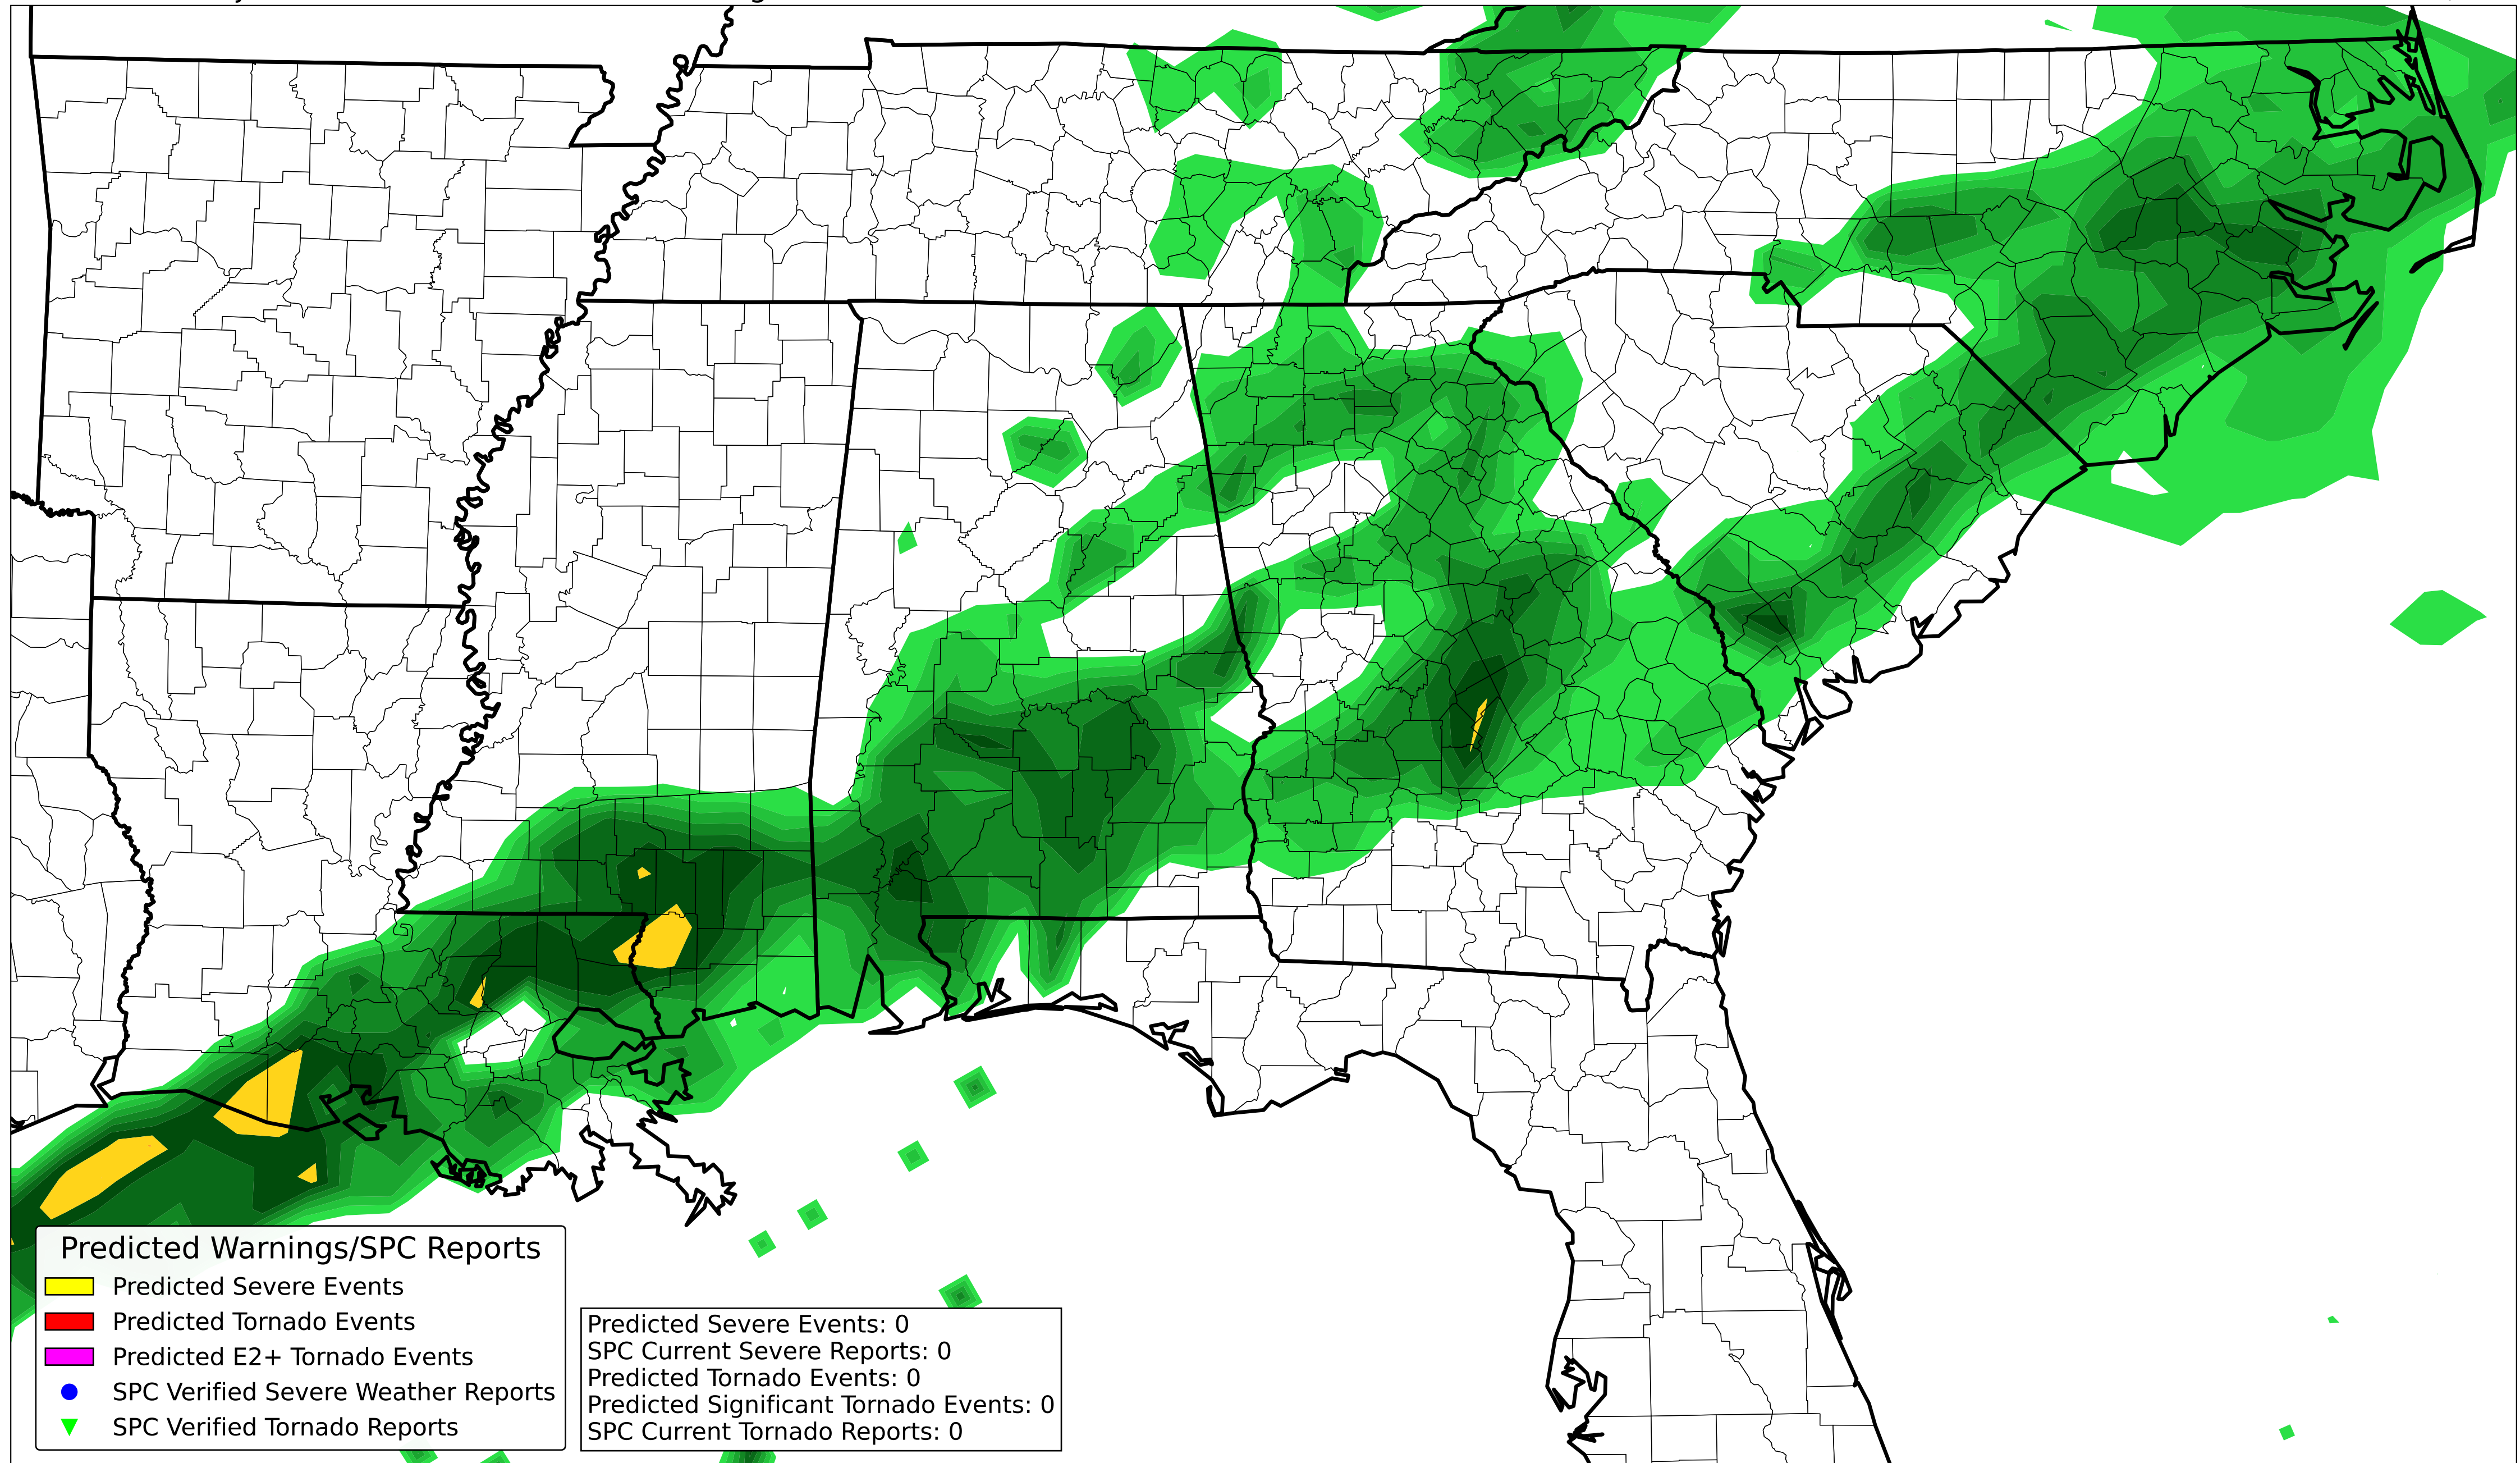 Predicted Warnings/SPC Reports
Predicted Severe Events
Predicted Tornado Events
Predicted E2+ Tornado Events
SPC Verified Severe Weather Reports
SPC Verified Tornado Reports
Predicted Severe Events: 0
SPC Current Severe Reports: 0
Predicted Tornado Events: 0
Predicted Significant Tornado Events: 0
SPC Current Tornado Reports: 0